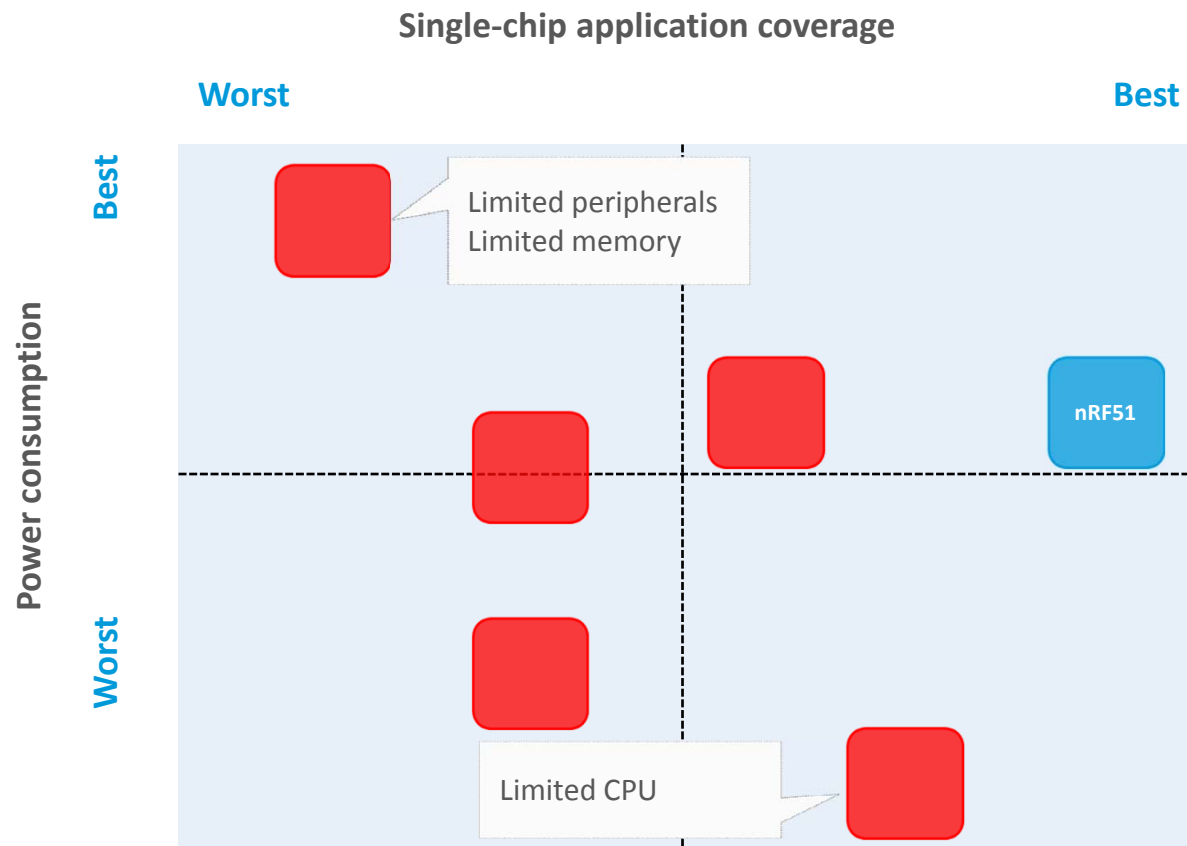 Single-chip application coverage
Worst
Best
Best
Limited peripherals
Limited memory
Power consumption
nRF51
Worst
Limited CPU